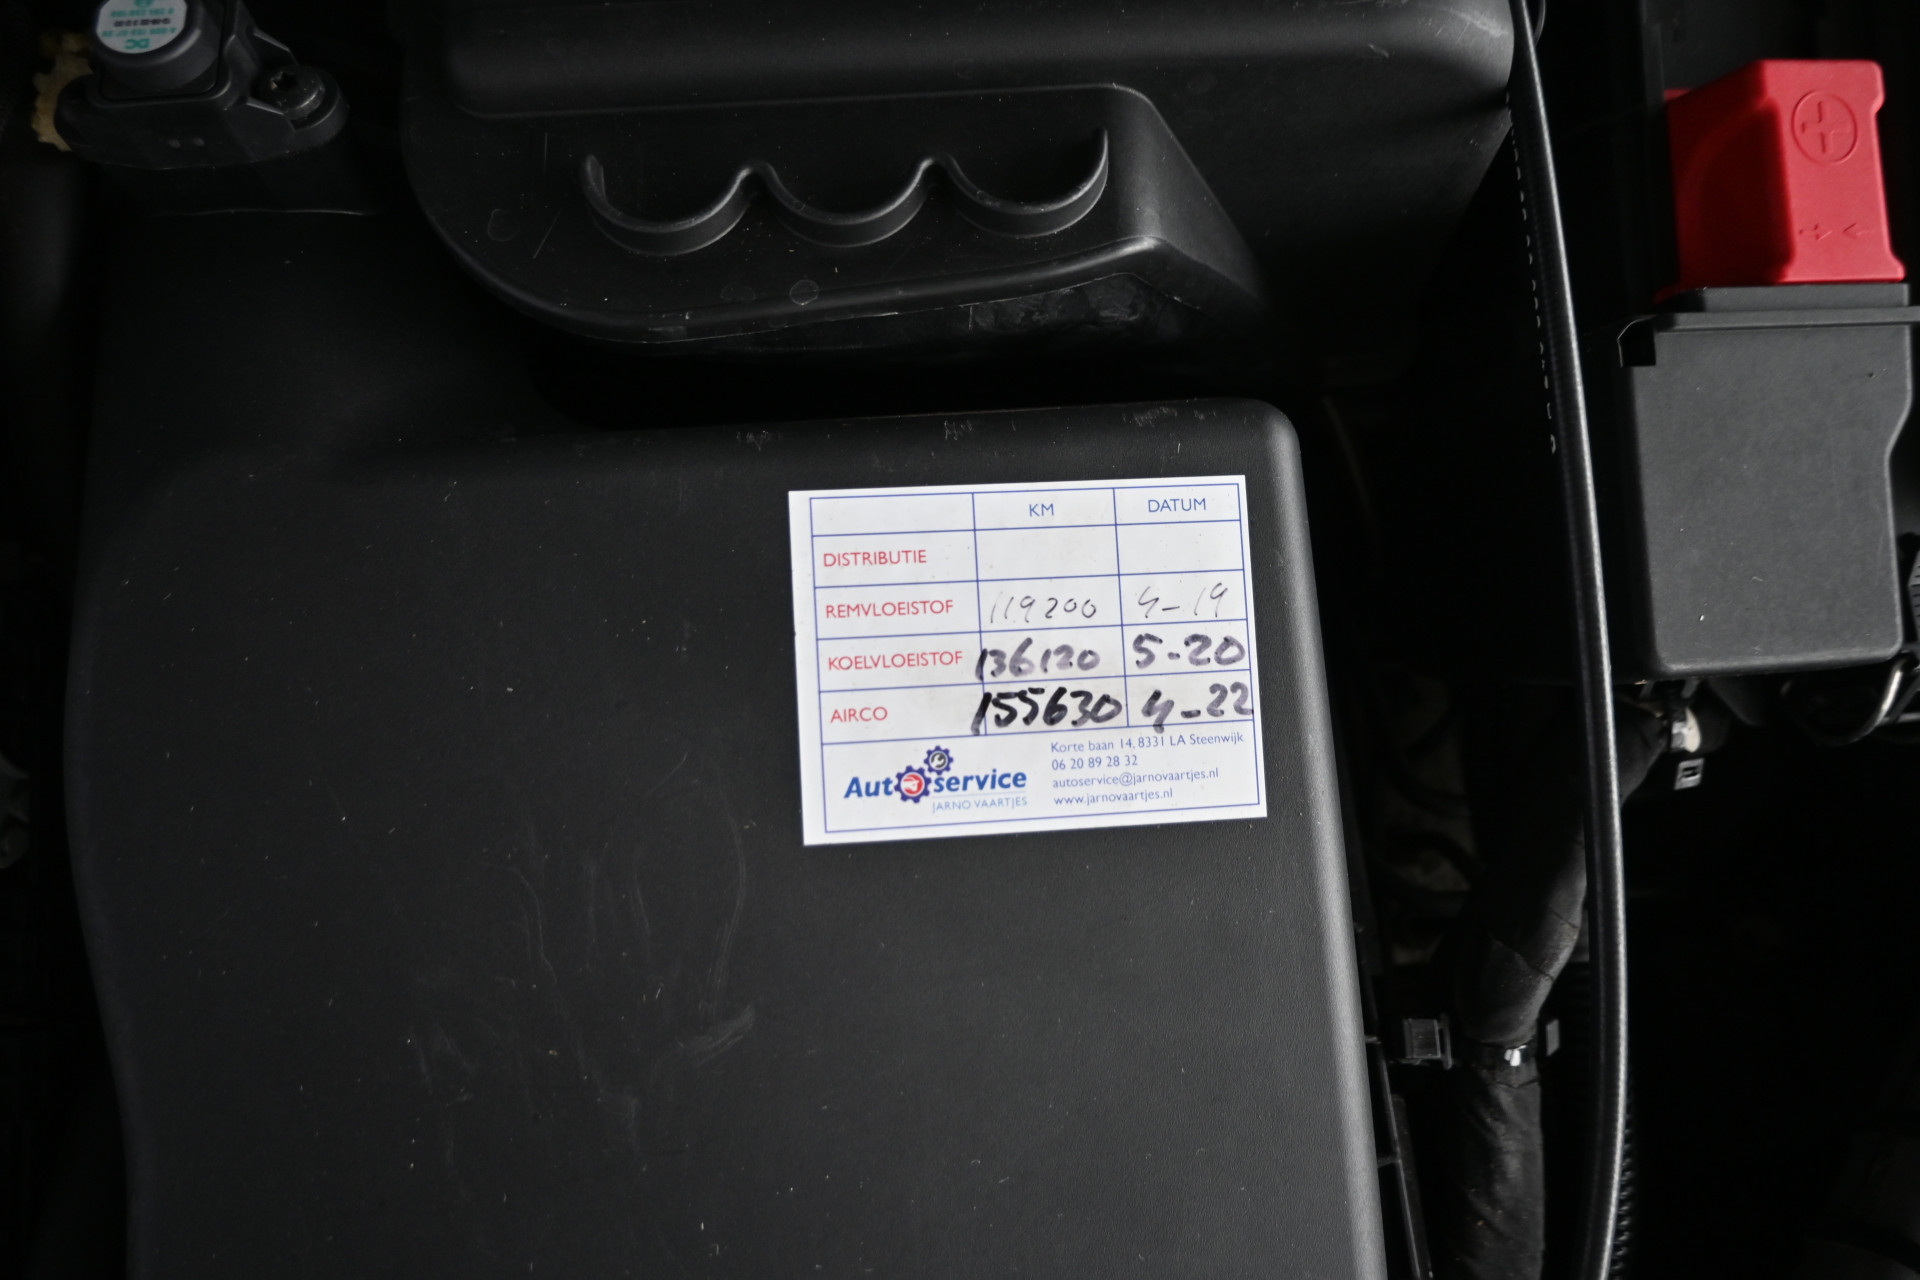 DC
KM DATUM
DISTRIBUTIE
REMVLOEISTOF 119200 4-19
KOELVLOEISTOF 136120 5-20
AIRCO 155630 4-22
Autoservice
JARNO VAARTJES
Korte baan 14, 8331 LA Steenwijk
06 20 89 28 32
autoservice@jarnovaartjes.nl
www.jarnovaartjes.nl